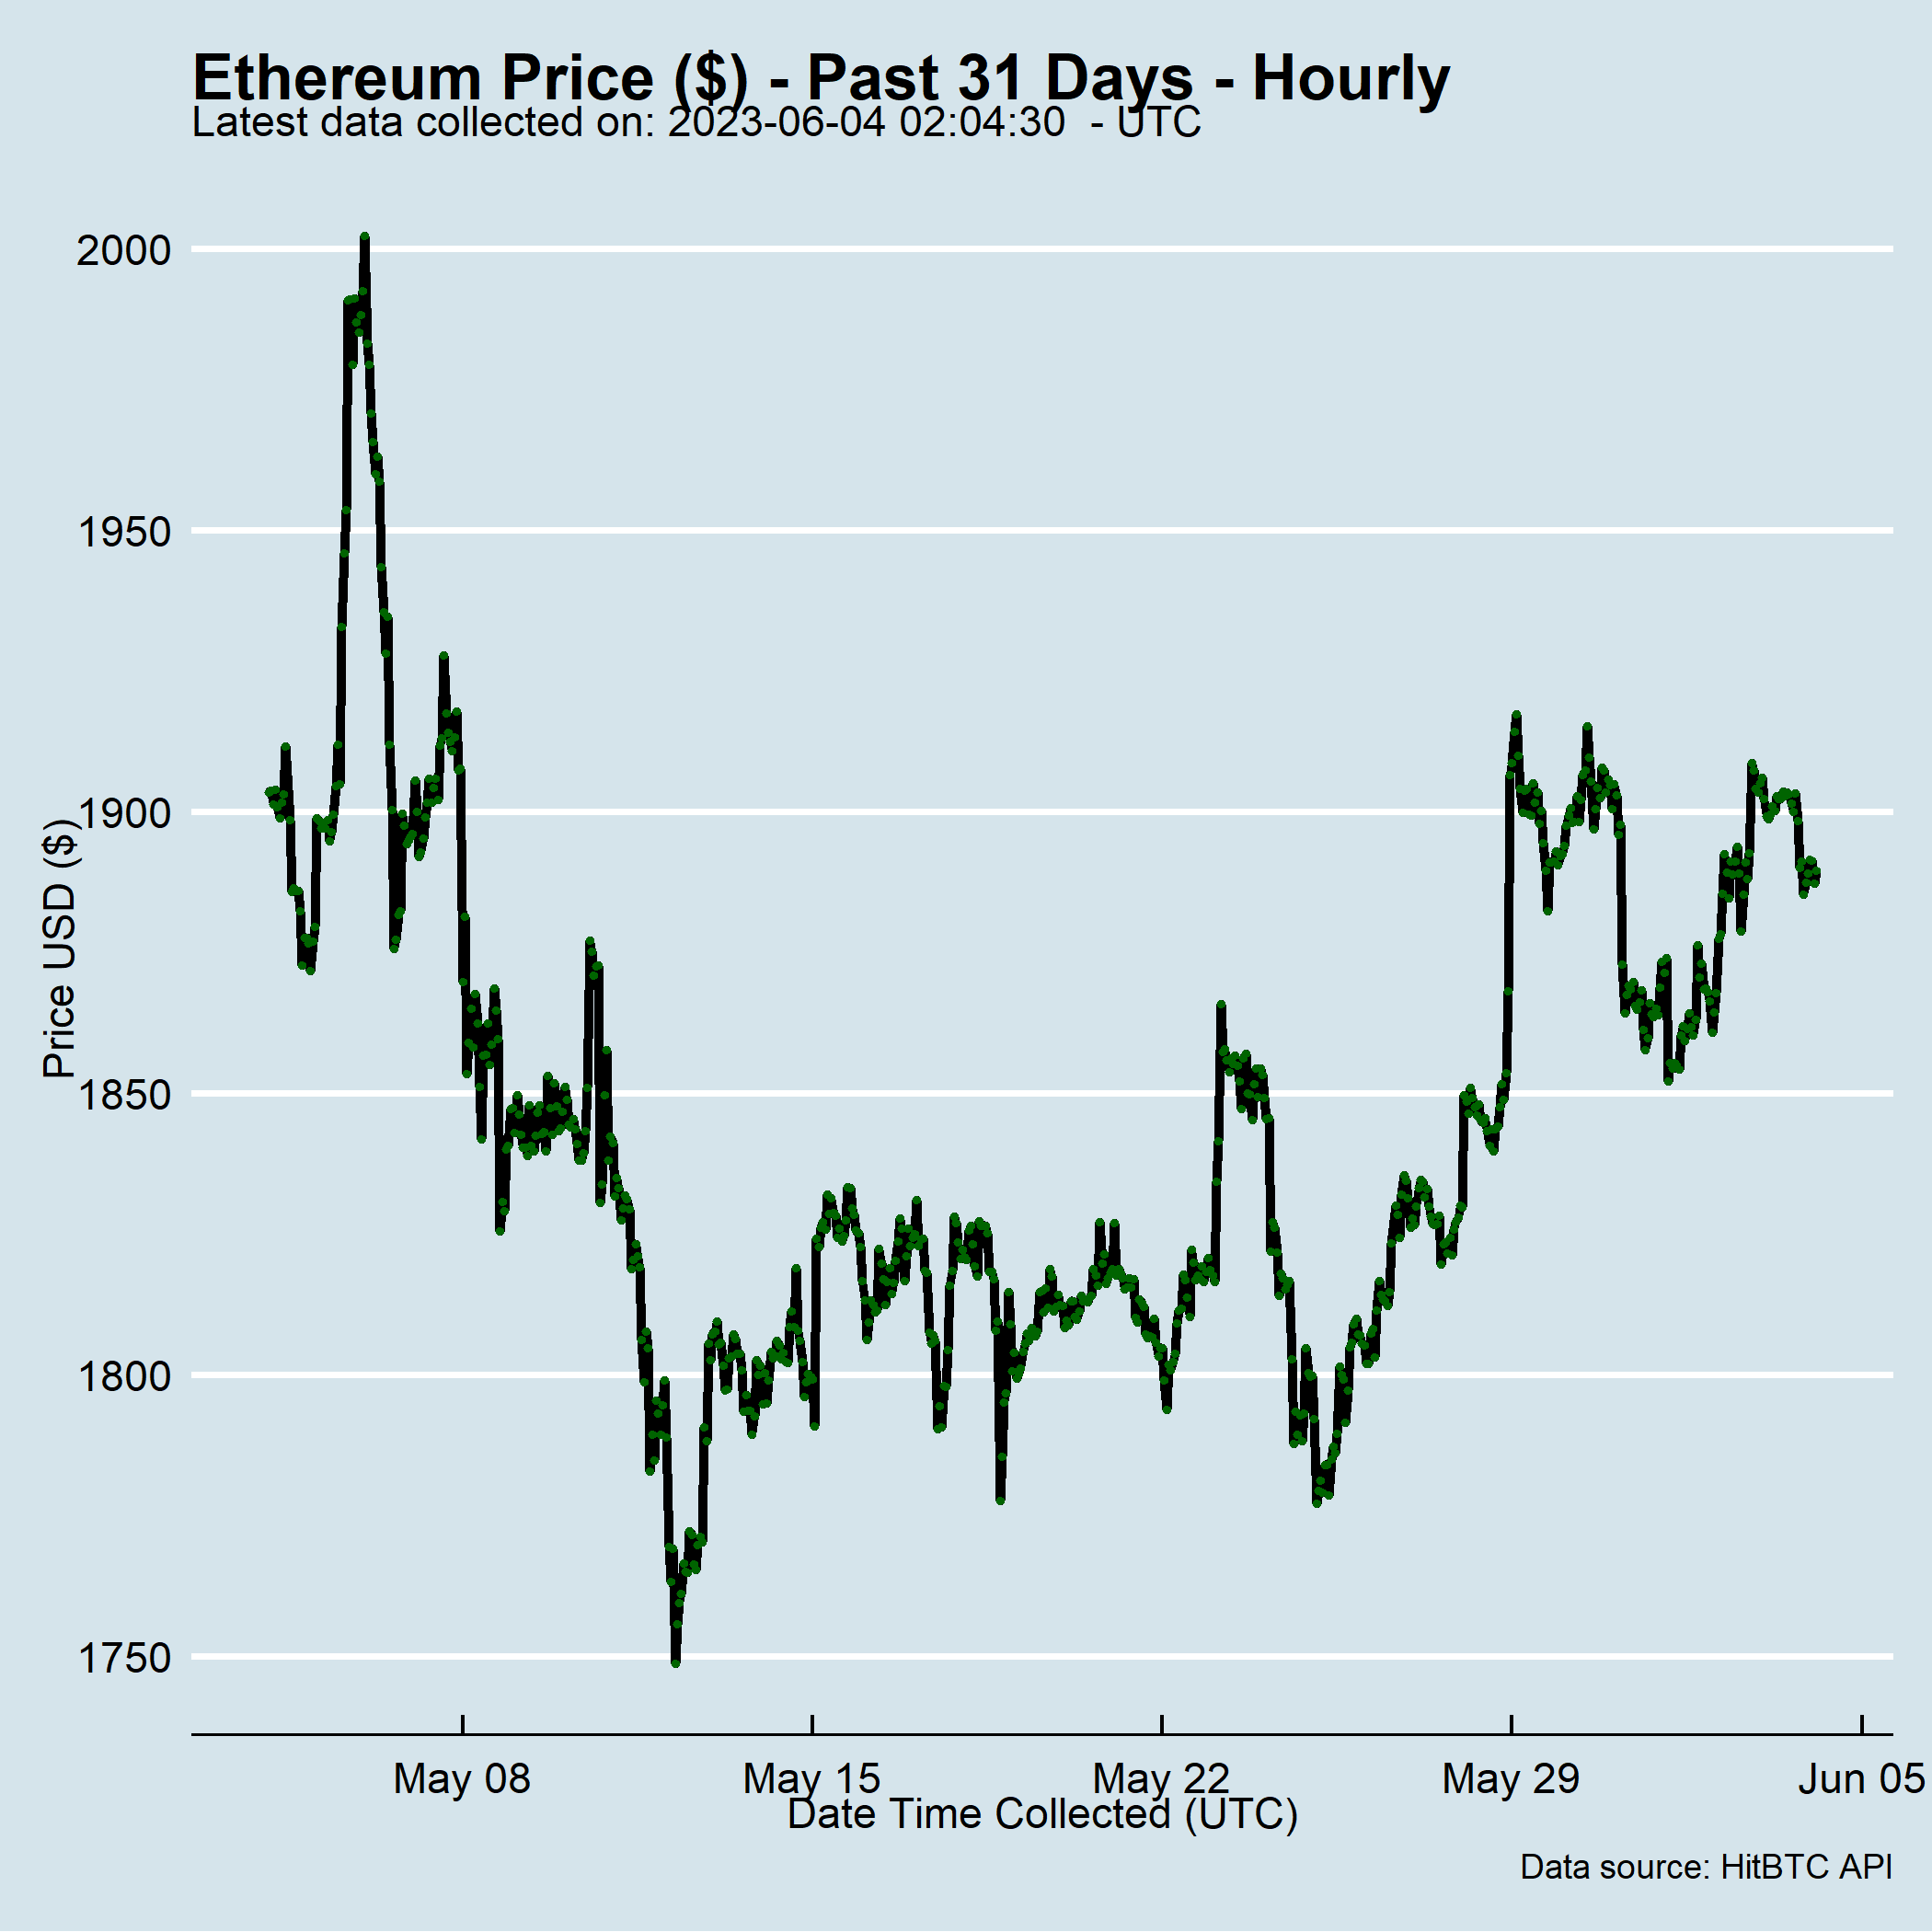 Ethereum Price ($) - Past 31 Days - Hourly
Latest data collected on: 2023-06-04 02:04:30  - UTC
2000
1950
1900
1850
1800
1750
Price USD ($)
May 08
May 15
May 22
May 29
Jun 05
Date Time Collected (UTC)
Data source: HitBTC API